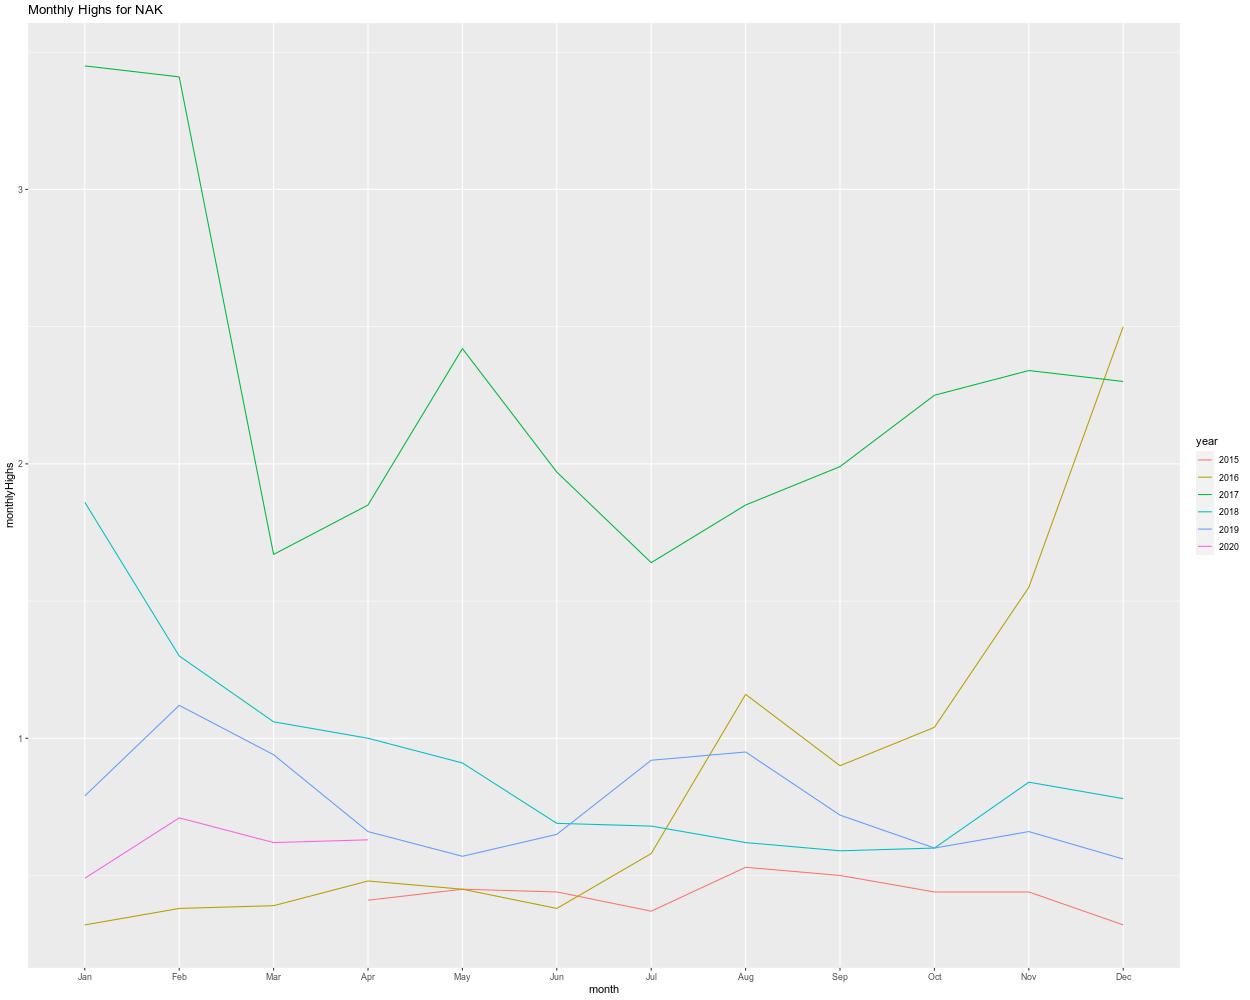 Monthly Highs for NAK
3
2
1
monthlyHighs
Jan Feb Mar Apr May Jun Jul Aug Sep Oct Nov Dec
month
year
2015
2016
2017
2018
2019
2020